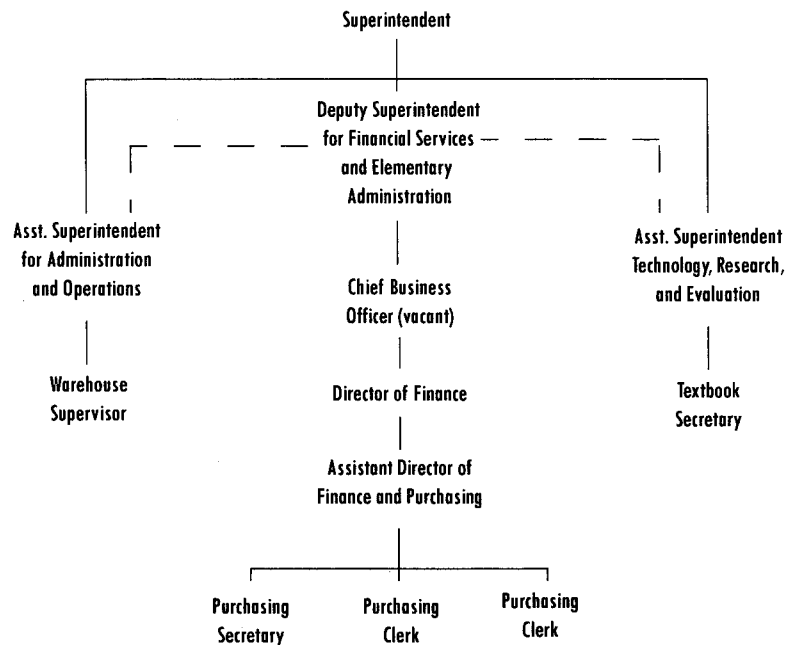 Superintendent
Deputy Superintendent
for Financial Services
and Elementary
Administration
Asst. Superintendent
for Administration
and Operations
Chief Business
Officer (vacant)
Asst. Superintendent
Technology, Research,
and Evaluation
Warehouse
Supervisor
Director of Finance
Textbook
Secretary
Assistant Director of
Finance and Purchasing
Purchasing
Secretary
Purchasing
Clerk
Purchasing
Clerk